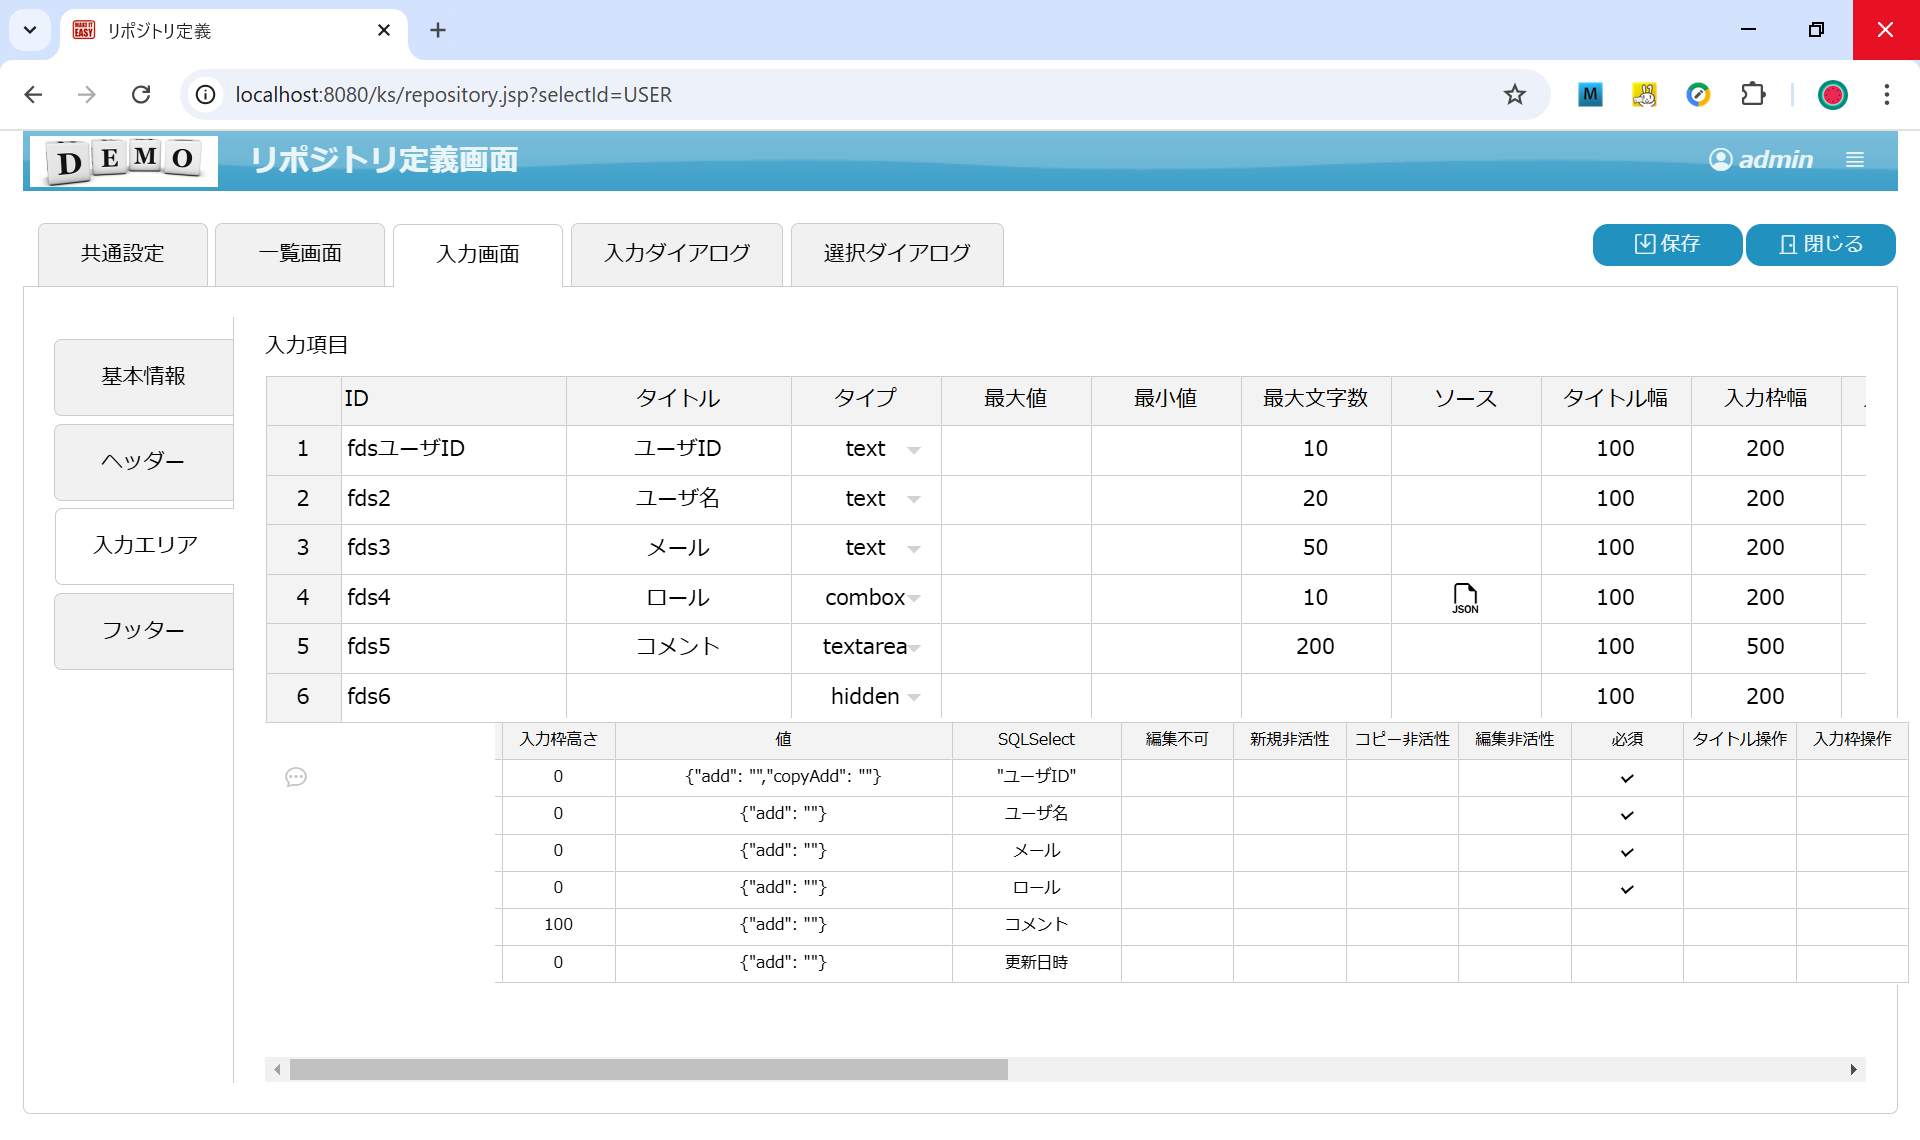 MAKE IT EASY リポジトリ定義
localhost:8080/ks/repository.jsp?selectId=USER
M
DEMO リポジトリ定義画面 admin
共通設定 一覧画面 入力画面 入力ダイアログ 選択ダイアログ 保存 閉じる
基本情報
ヘッダー
入力エリア
フッター
入力項目
ID タイトル タイプ 最大値 最小値 最大文字数 ソース タイトル幅 入力枠幅
1 fdsユーザID ユーザID text 10 100 200
2 fds2 ユーザ名 text 20 100 200
3 fds3 メール text 50 100 200
4 fds4 ロール combox 10 JSON 100 200
5 fds5 コメント textarea 200 100 500
6 fds6 hidden 100 200
入力枠高さ 値 SQLSelect 編集不可 新規非活性 コピー非活性 編集非活性 必須 タイトル操作 入力枠操作
0 {"add": "","copyAdd": ""} "ユーザID"
0 {"add": ""} ユーザ名
0 {"add": ""} メール
0 {"add": ""} ロール
100 {"add": ""} コメント
0 {"add": ""} 更新日時